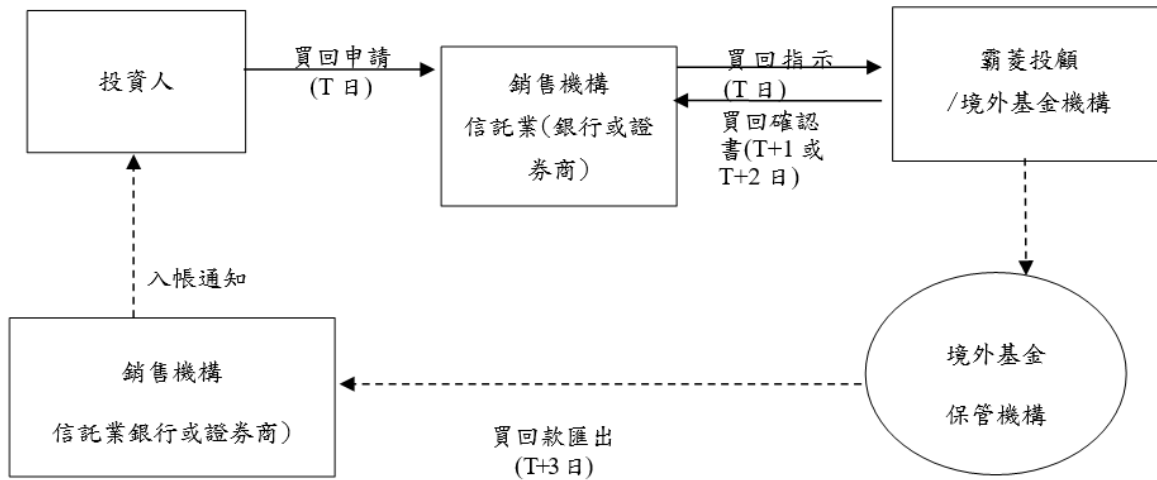 投資人
買回申請
(T 日)
銷售機構
信託業(銀行或證
券商)
買回指示
(T 日)
買回確認
書(T+1 或
T+2 日)
霸菱投顧
/境外基金機構
入帳通知
銷售機構
信託業銀行或證券商)
買回款匯出
(T+3 日)
境外基金
保管機構